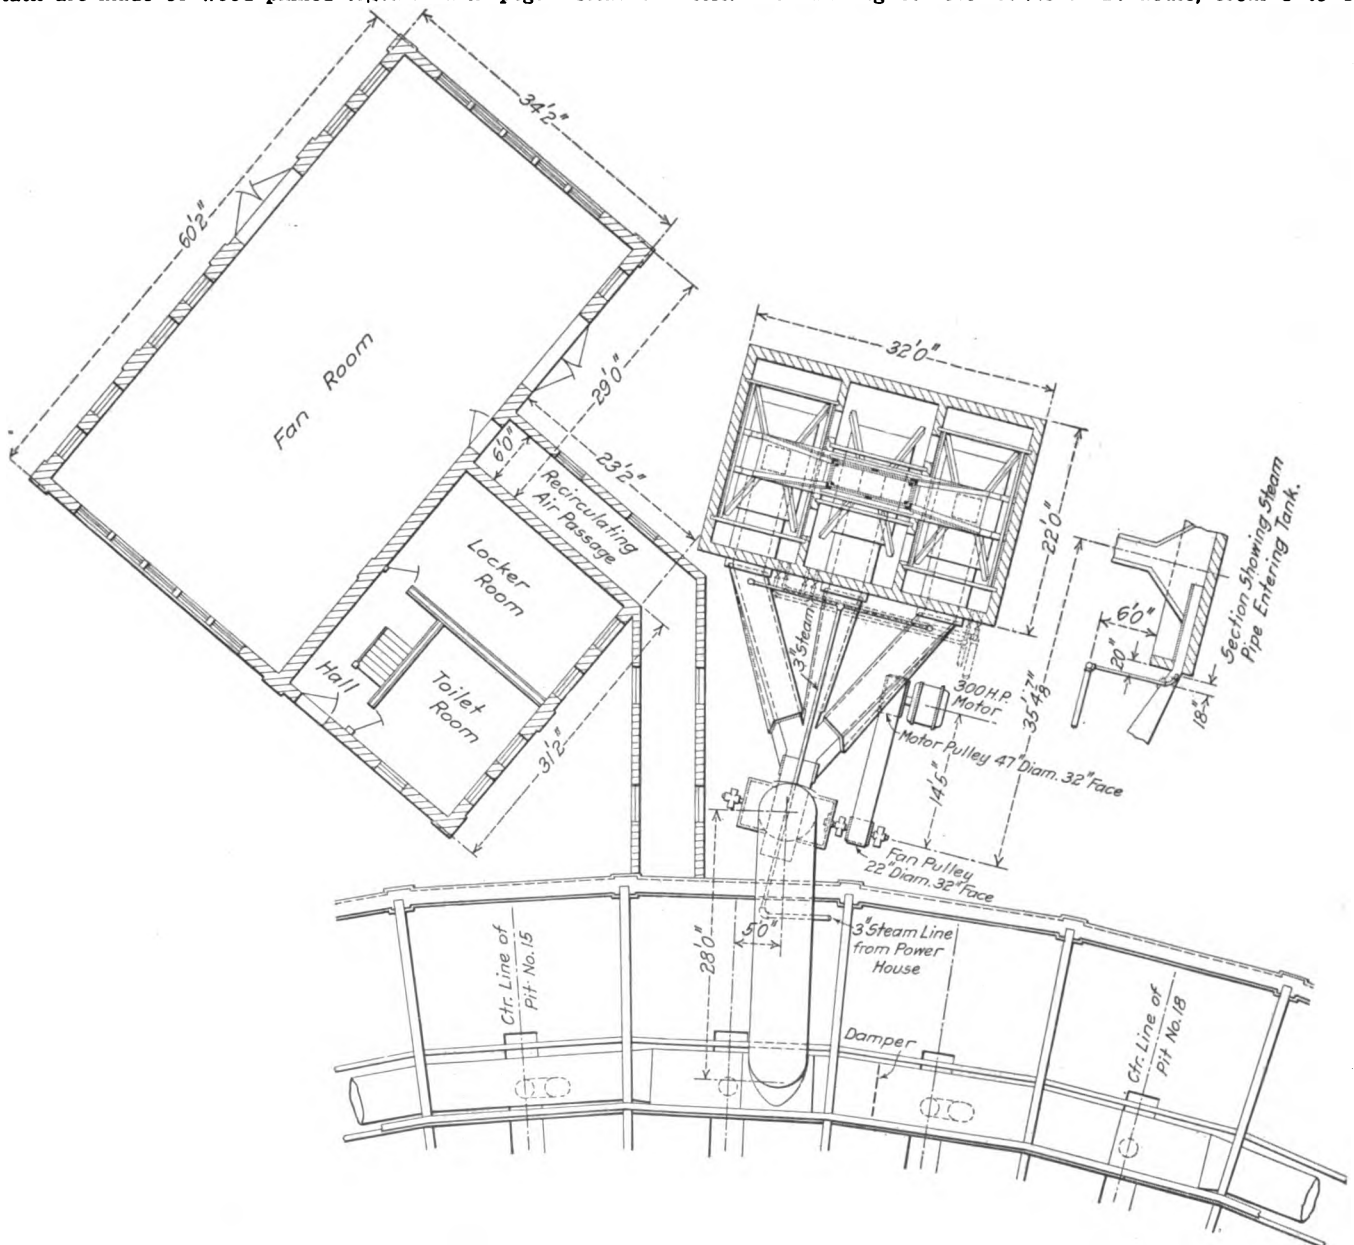 34'2"
60'2"
Fan Room
29'0"
6'0"
23'2"
Recirculating
Air Passage
Locker
Room
Hall
Toilet
Room
31'2"
32'0"
22'0"
3" Steam
300 H.P.
Motor
Motor Pulley 47" Diam. 32" Face
14'5"
Fan Pulley
22" Diam. 32" Face
6'0"
20"
18"
Section Showing Steam
Pipe Entering Tank.
28'0"
5'0"
3" Steam Line
from Power
House
Damper
Ctr. Line of
Pit No. 15
Ctr. Line of
Pit No. 18